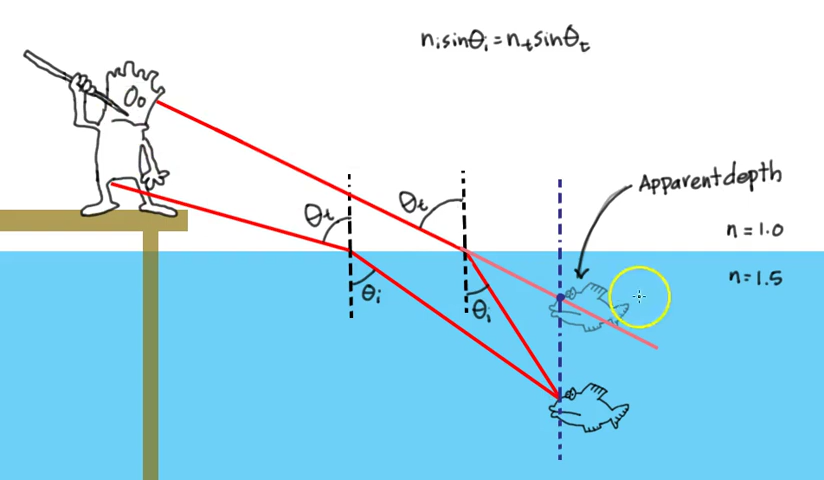 nᵢsinθᵢ=nₜsinθₜ
Apparent depth
n=1.0
n=1.5
θₜ
θₜ
θᵢ
θᵢ